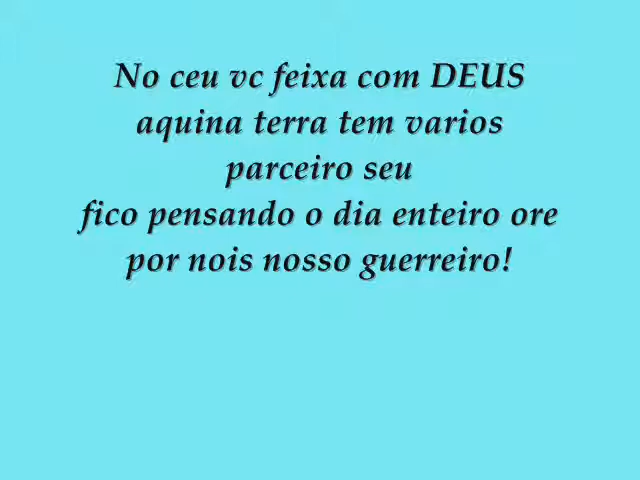 No ceu vc feixa com DEUS
aquina terra tem varios
parceiro seu
fico pensando o dia enteiro ore
por nois nosso guerreiro!